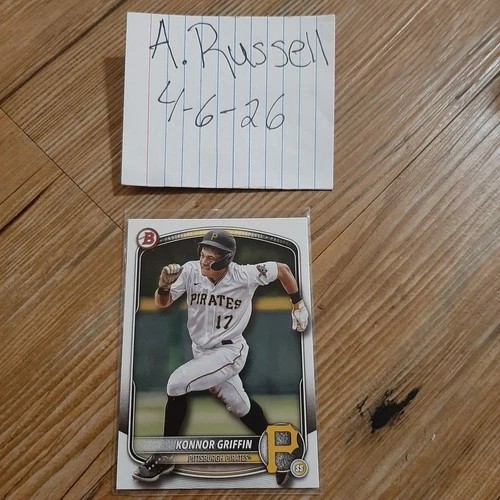 A. Russell
4-6-26
B
P
PIRATES
17
KONNOR GRIFFIN
PITTSBURGH PIRATES
P
SS